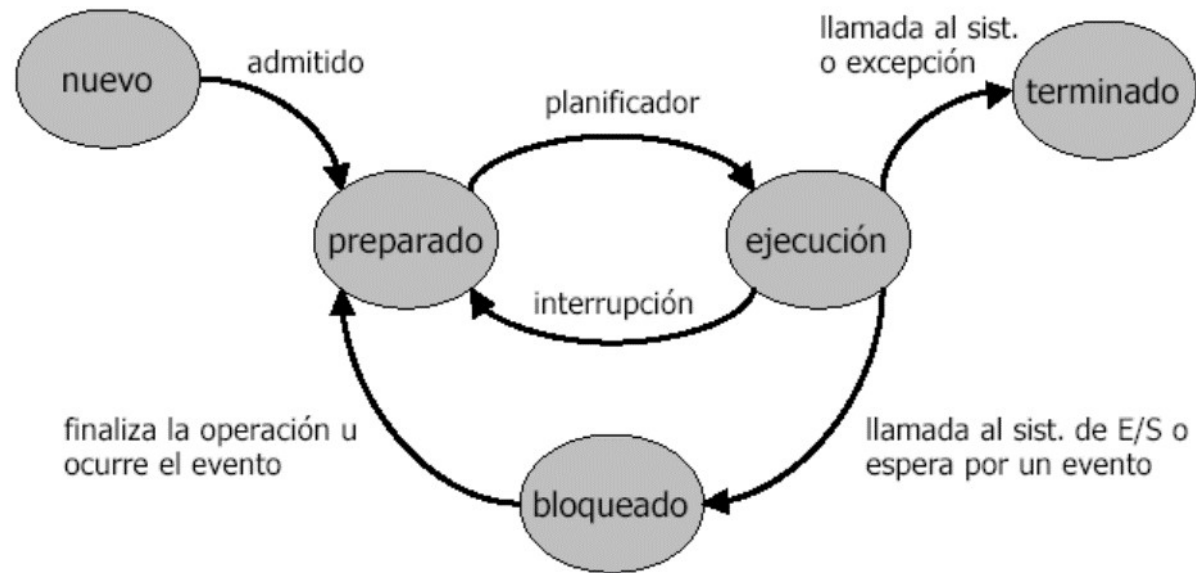 nuevo
admitido
planificador
llamada al sist.
o excepción
terminado
preparado
ejecución
interrupción
finaliza la operación u
ocurre el evento
llamada al sist. de E/S o
espera por un evento
bloqueado